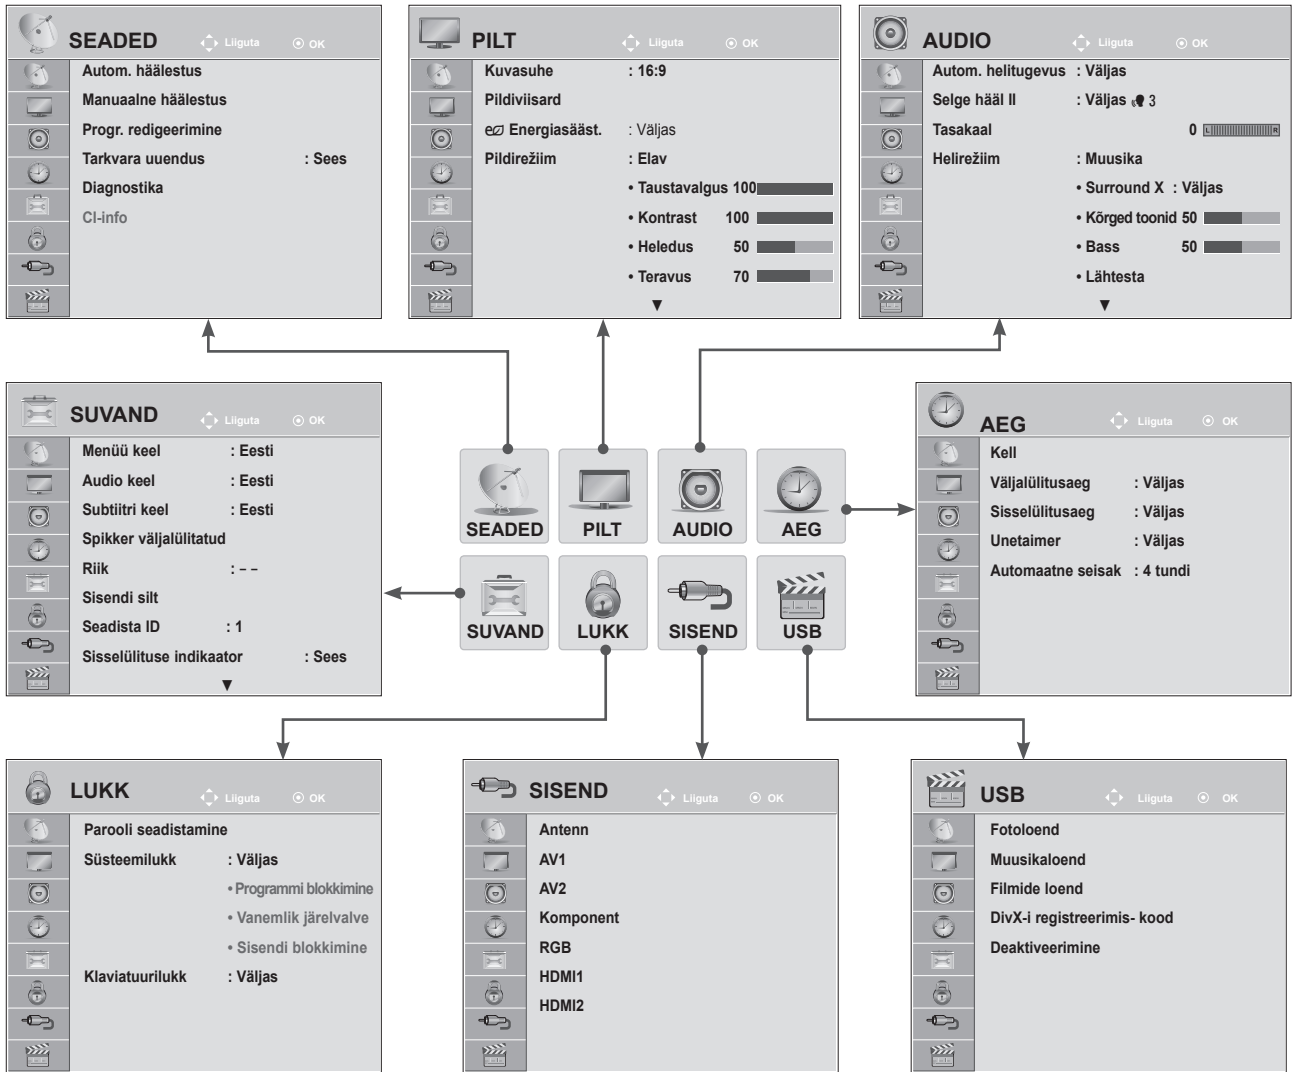 SEADED Liiguta OK
Autom. häälestus
Manuaalne häälestus
Progr. redigeerimine
Tarkvara uuendus : Sees
Diagnostika
CI-info
PILT Liiguta OK
Kuvasuhe : 16:9
Pildiviisard
Energiasääst. : Väljas
Pildirežiim : Elav
• Taustavalgus 100
• Kontrast 100
• Heledus 50
• Teravus 70
▼
AUDIO Liiguta OK
Autom. helitugevus : Väljas
Selge hääl II : Väljas 3
Tasakaal 0 L R
Helirežiim : Muusika
• Surround X : Väljas
• Kõrged toonid 50
• Bass 50
• Lähtesta
▼
SUVAND Liiguta OK
Menüü keel : Eesti
Audio keel : Eesti
Subtiitri keel : Eesti
Spikker väljalülitatud
Riik : – –
Sisendi silt
Seadista ID : 1
Sisselülituse indikaator : Sees
▼
SEADED PILT AUDIO AEG
SUVAND LUKK SISEND USB
AEG Liiguta OK
Kell
Väljalülitusaeg : Väljas
Sisselülitusaeg : Väljas
Unetaimer : Väljas
Automaatne seisak : 4 tundi
LUKK Liiguta OK
Parooli seadistamine
Süsteemilukk : Väljas
• Programmi blokkimine
• Vanemlik järelvalve
• Sisendi blokkimine
Klaviatuurilukk : Väljas
SISEND Liiguta OK
Antenn
AV1
AV2
Komponent
RGB
HDMI1
HDMI2
USB Liiguta OK
Fotoloend
Muusikaloend
Filmide loend
DivX-i registreerimis- kood
Deaktiveerimine